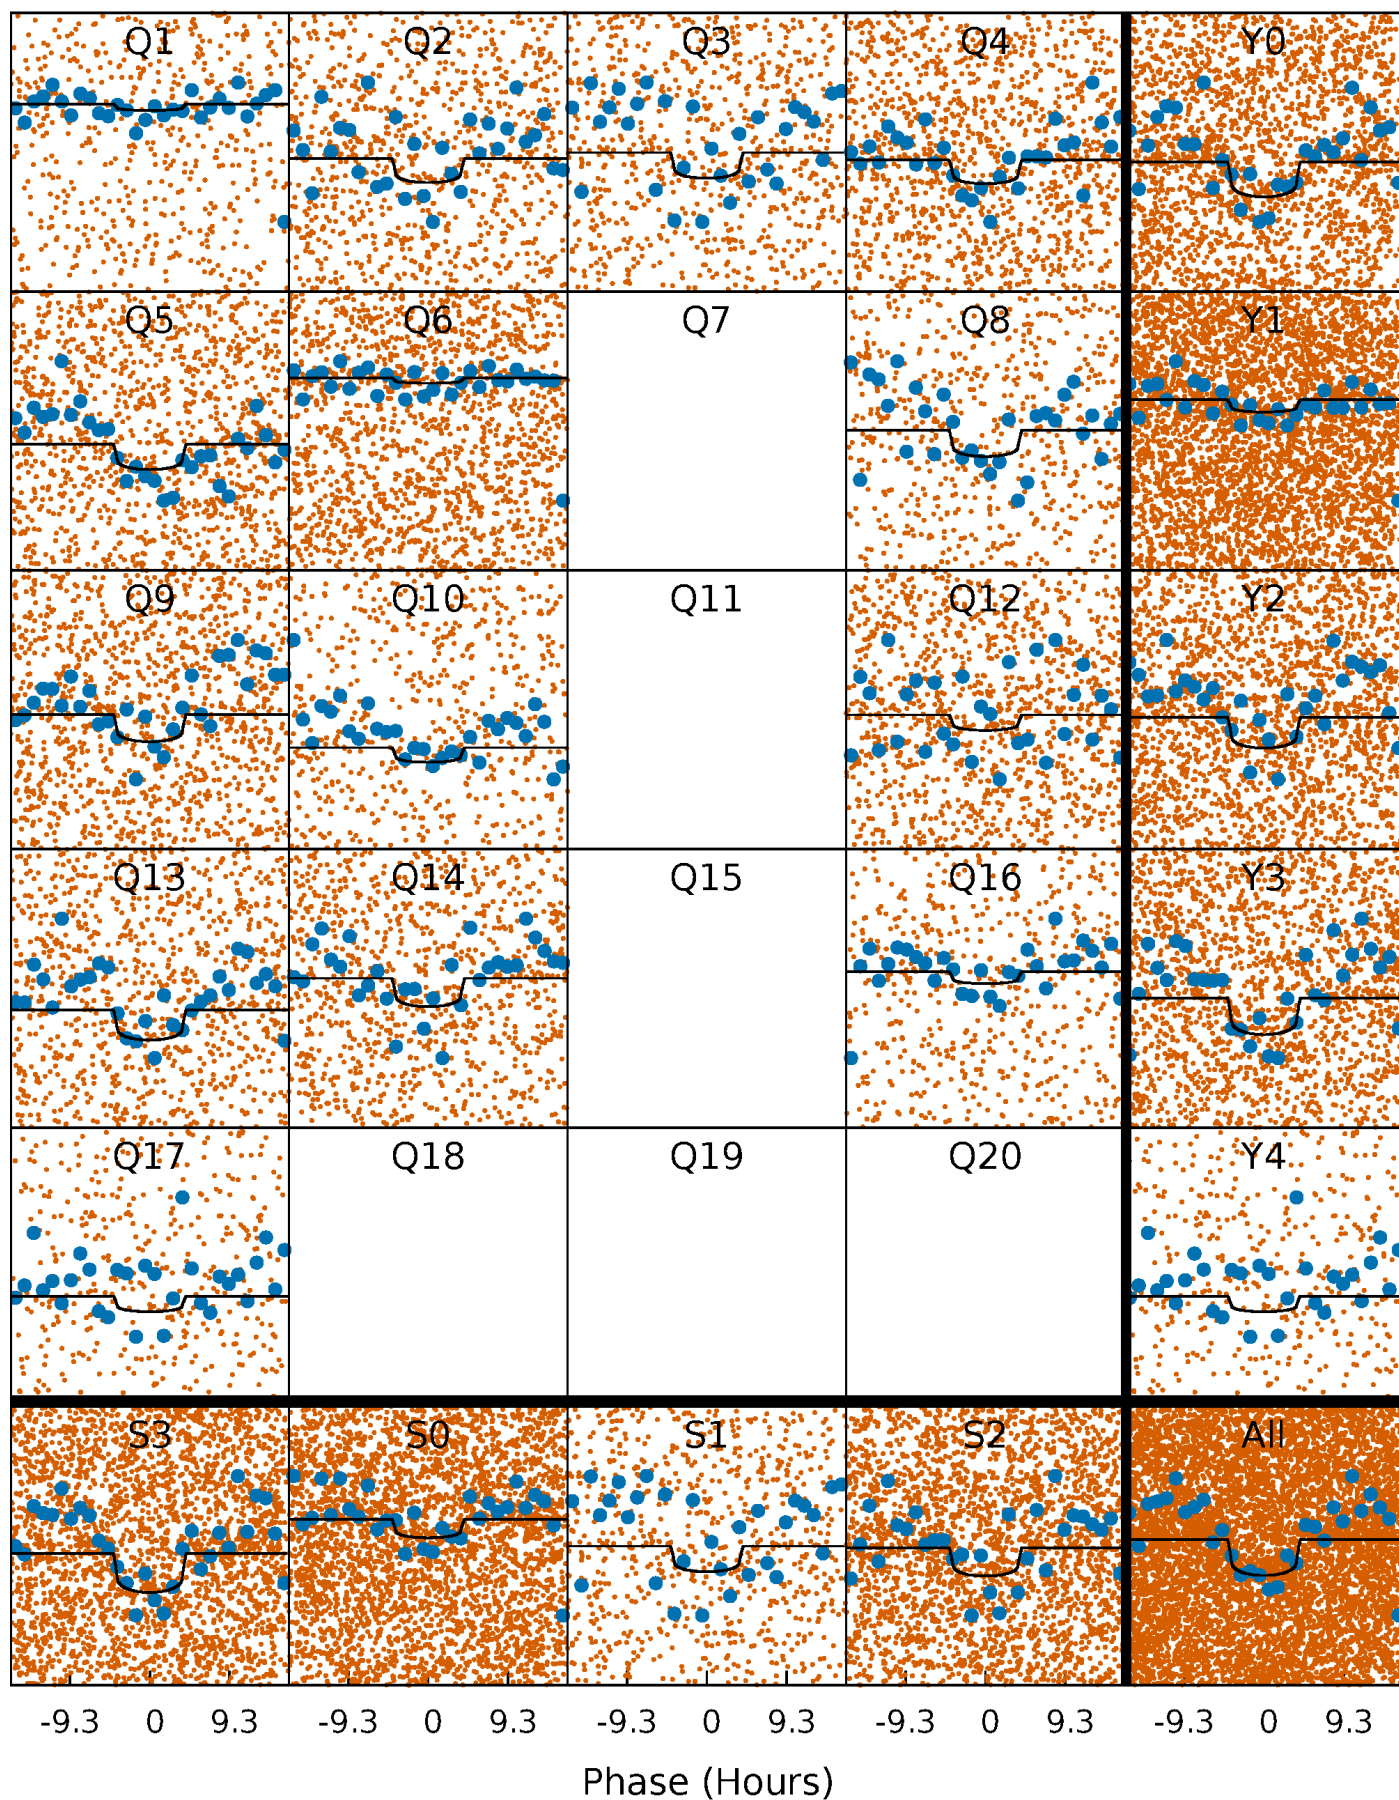 Q1 Q2 Q3 Q4 Y0
Q5 Q6 Q7 Q8 Y1
Q9 Q10 Q11 Q12 Y2
Q13 Q14 Q15 Q16 Y3
Q17 Q18 Q19 Q20 Y4
S3 S0 S1 S2 All
-9.3 0 9.3 -9.3 0 9.3 -9.3 0 9.3 -9.3 0 9.3 -9.3 0 9.3
Phase (Hours)